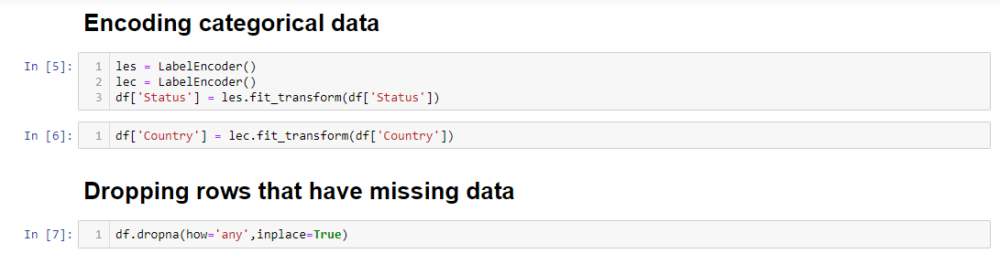 Encoding categorical data
In [5]:
1 les = LabelEncoder()
2 lec = LabelEncoder()
3 df['Status'] = les.fit_transform(df['Status'])
In [6]:
1 df['Country'] = lec.fit_transform(df['Country'])
Dropping rows that have missing data
In [7]:
1 df.dropna(how='any',inplace=True)